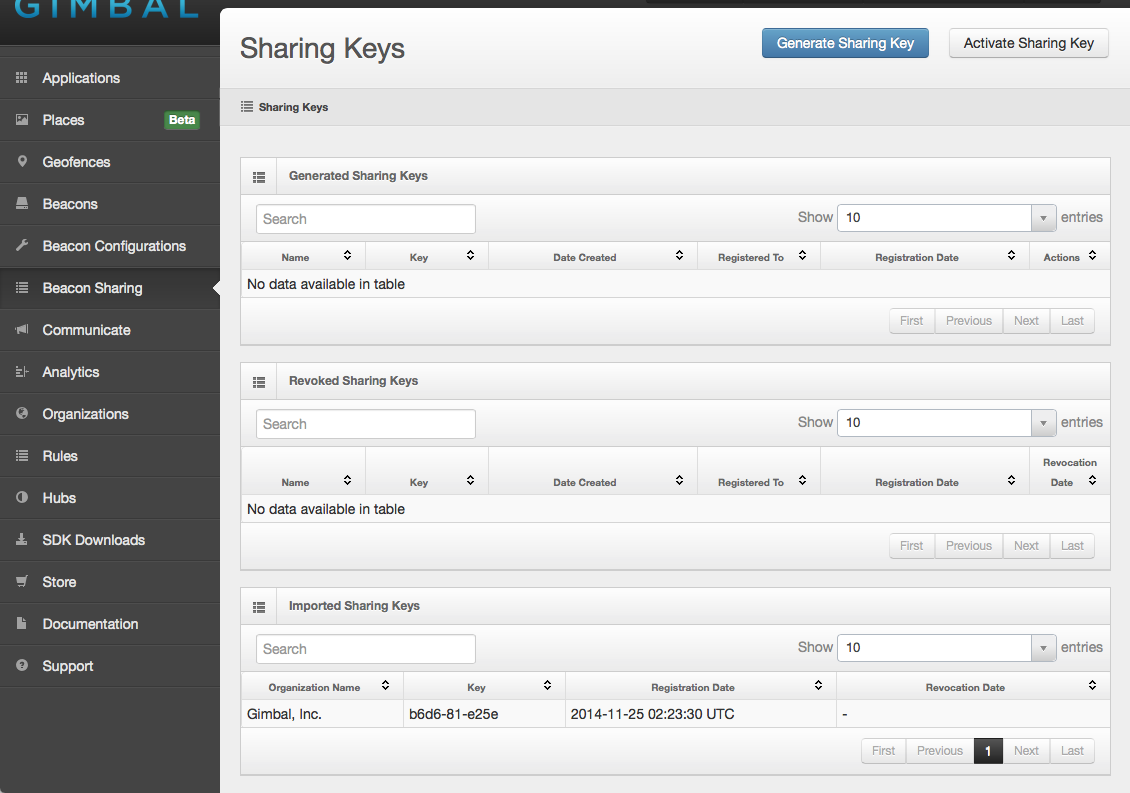 GIMBAL
Applications
Places Beta
Geofences
Beacons
Beacon Configurations
Beacon Sharing
Communicate
Analytics
Organizations
Rules
Hubs
SDK Downloads
Store
Documentation
Support
Sharing Keys
Generate Sharing Key
Activate Sharing Key
Sharing Keys
Generated Sharing Keys
Search Show 10 entries
Name Key Date Created Registered To Registration Date Actions
No data available in table
First Previous Next Last
Revoked Sharing Keys
Search Show 10 entries
Name Key Date Created Registered To Registration Date Revocation Date
No data available in table
First Previous Next Last
Imported Sharing Keys
Search Show 10 entries
Organization Name Key Registration Date Revocation Date
Gimbal, Inc. b6d6-81-e25e 2014-11-25 02:23:30 UTC -
First Previous 1 Next Last